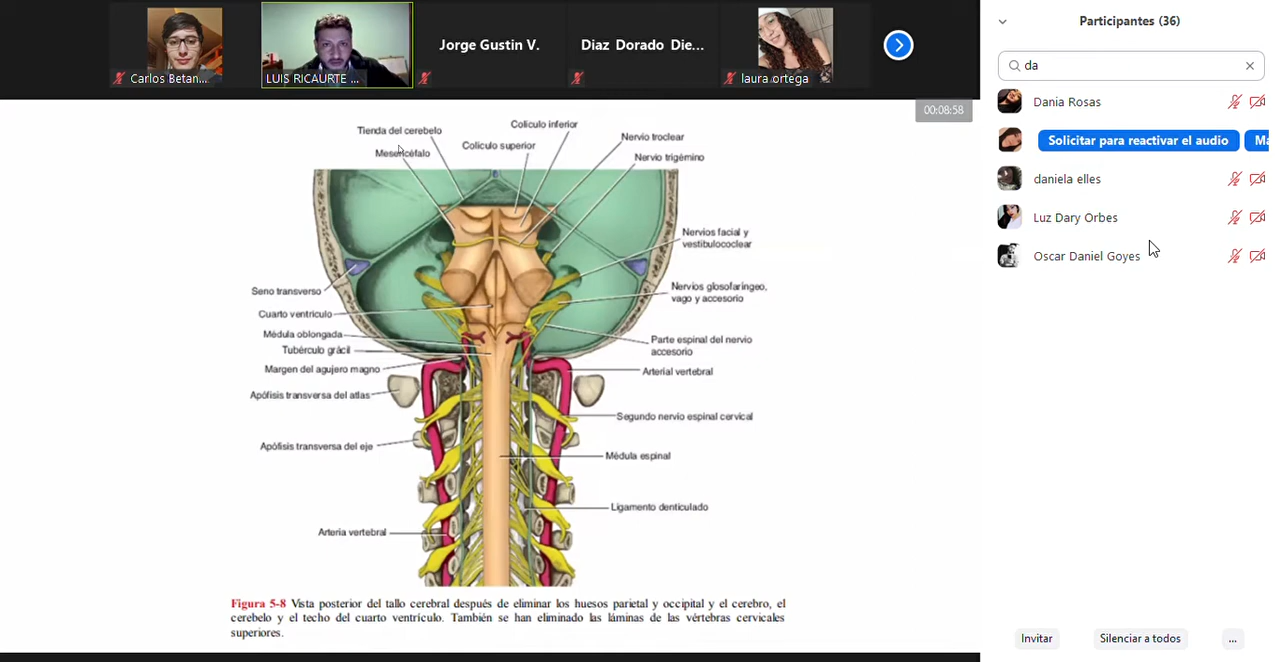 Carlos Betan...
LUIS RICAURTE ...
Jorge Gustin V.
Diaz Dorado Die...
laura ortega
00:08:58
Tienda del cerebelo
Mesencéfalo
Colículo inferior
Colículo superior
Nervio troclear
Nervio trigémino
Nervios facial y
vestibulococlear
Nervios glosofaríngeo,
vago y accesorio
Parte espinal del nervio
accesorio
Arterial vertebral
Segundo nervio espinal cervical
Médula espinal
Ligamento denticulado
Seno transverso
Cuarto ventrículo
Médula oblongada
Tubérculo grácil
Margen del agujero magno
Apófisis transversa del atlas
Apófisis transversa del eje
Arteria vertebral
Figura 5-8 Vista posterior del tallo cerebral después de eliminar los huesos parietal y occipital y el cerebro, el
cerebelo y el techo del cuarto ventrículo. También se han eliminado las láminas de las vértebras cervicales
superiores.
Participantes (36)
da
Dania Rosas
Solicitar para reactivar el audio
daniela elles
Luz Dary Orbes
Oscar Daniel Goyes
Invitar
Silenciar a todos
...